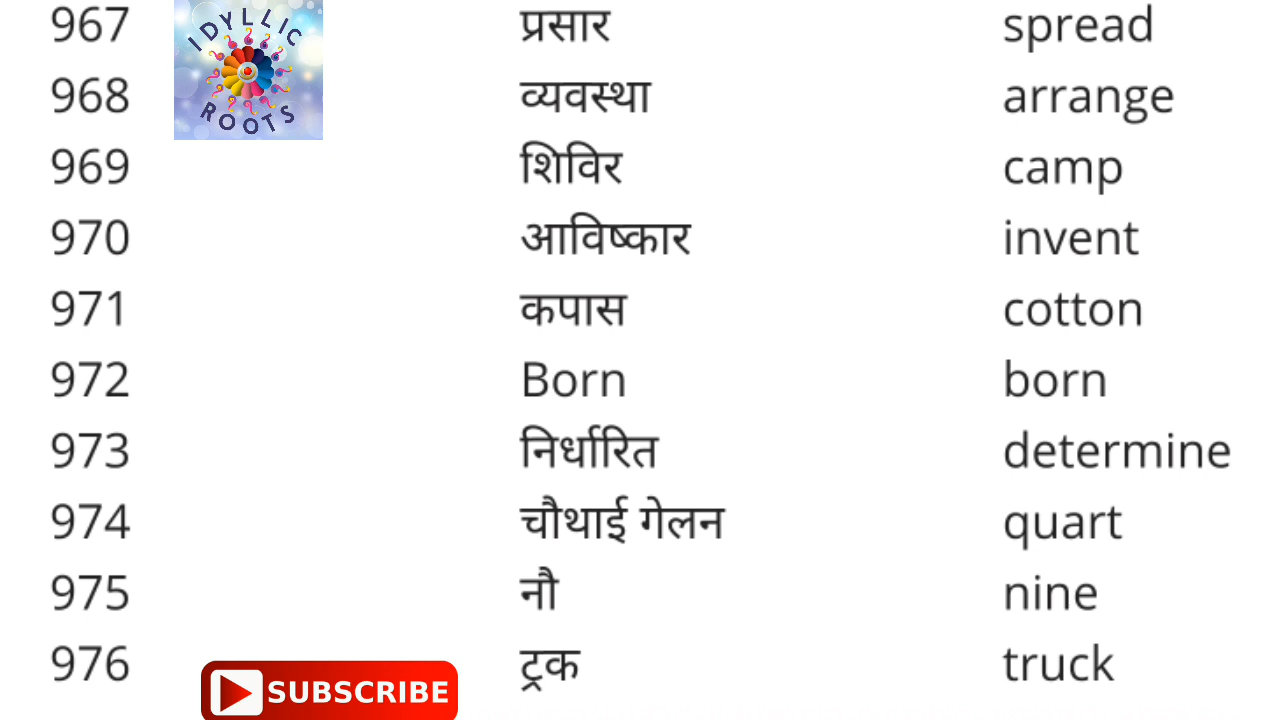 967 प्रसार spread
IDYLLIC
ROOTS
968 व्यवस्था arrange
969 शिविर camp
970 आविष्कार invent
971 कपास cotton
972 Born born
973 निर्धारित determine
974 चौथाई गेलन quart
975 नौ nine
976 ट्रक truck
SUBSCRIBE